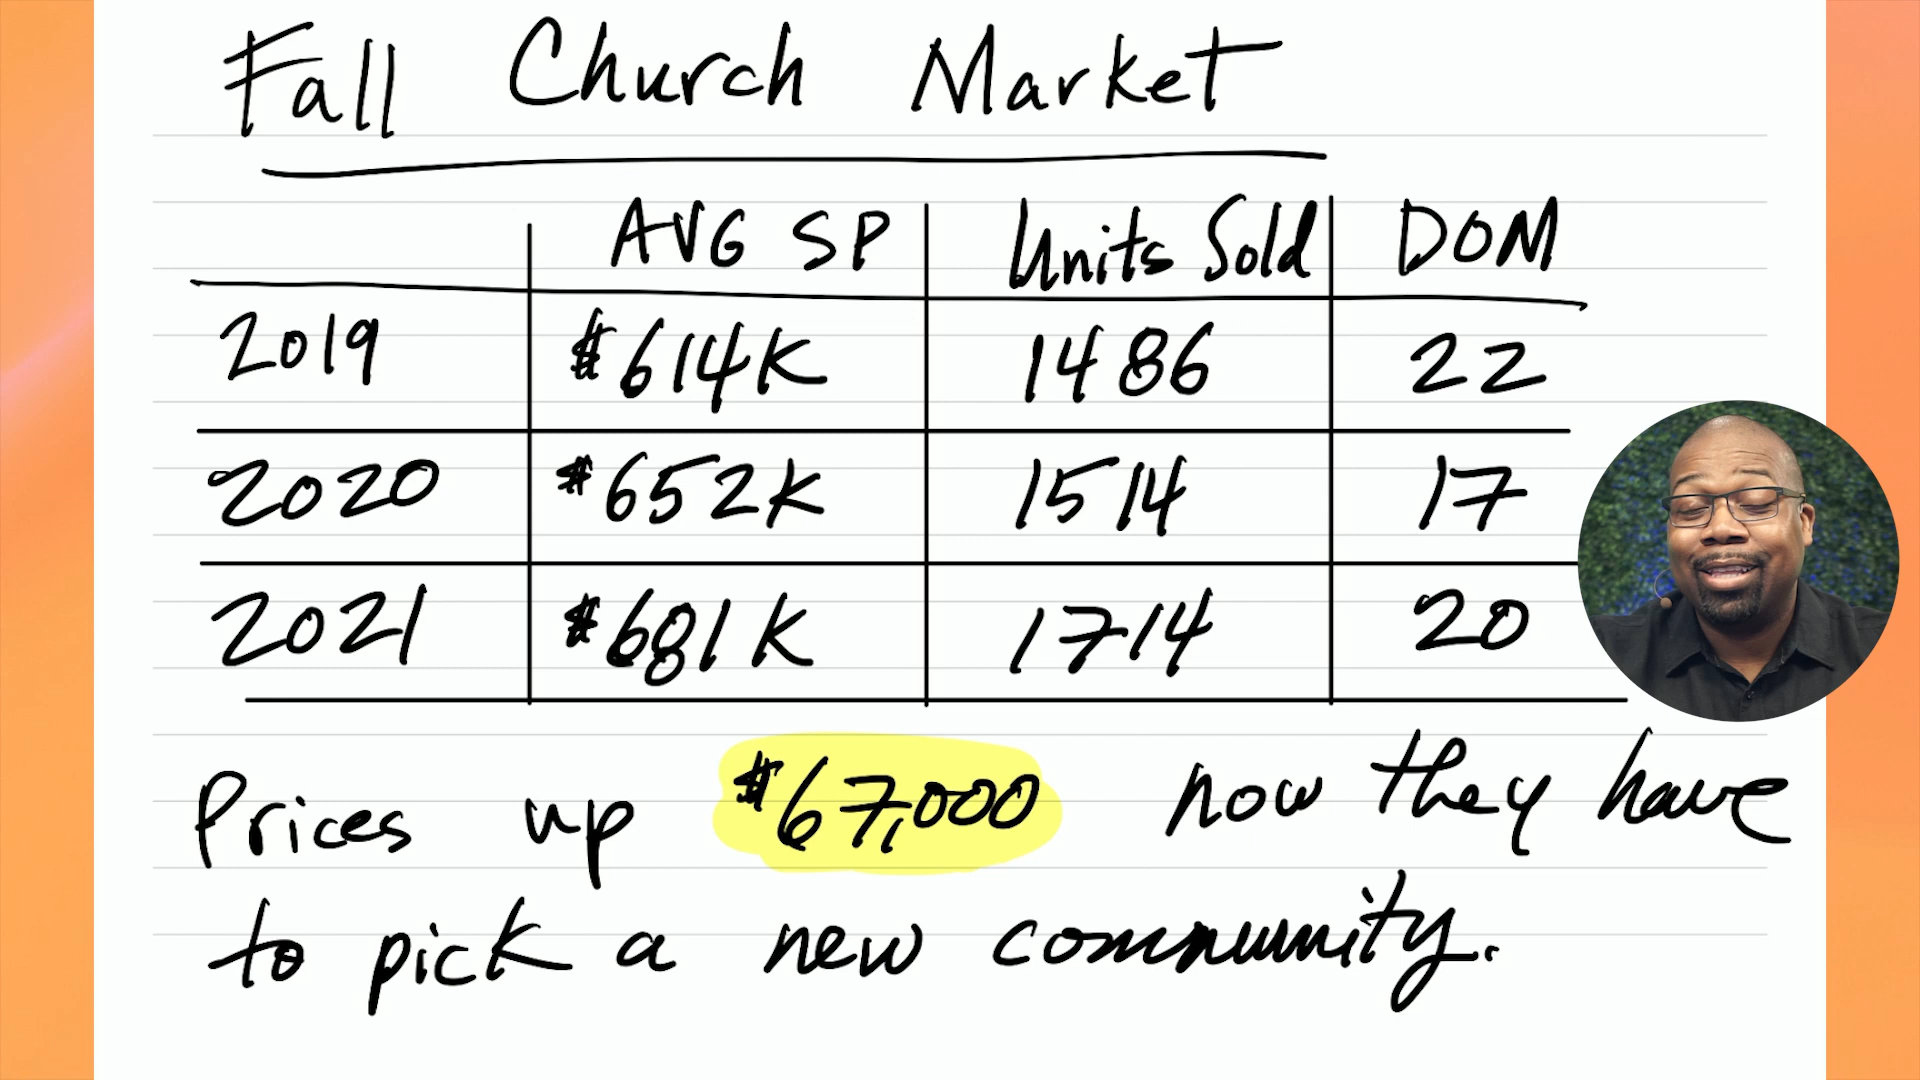 Fall Church Market
AVG SP Units Sold DOM
2019 $614K 1486 22
2020 $652K 1514 17
2021 $681K 1714 20
Prices up $67,000 now they have
to pick a new community.